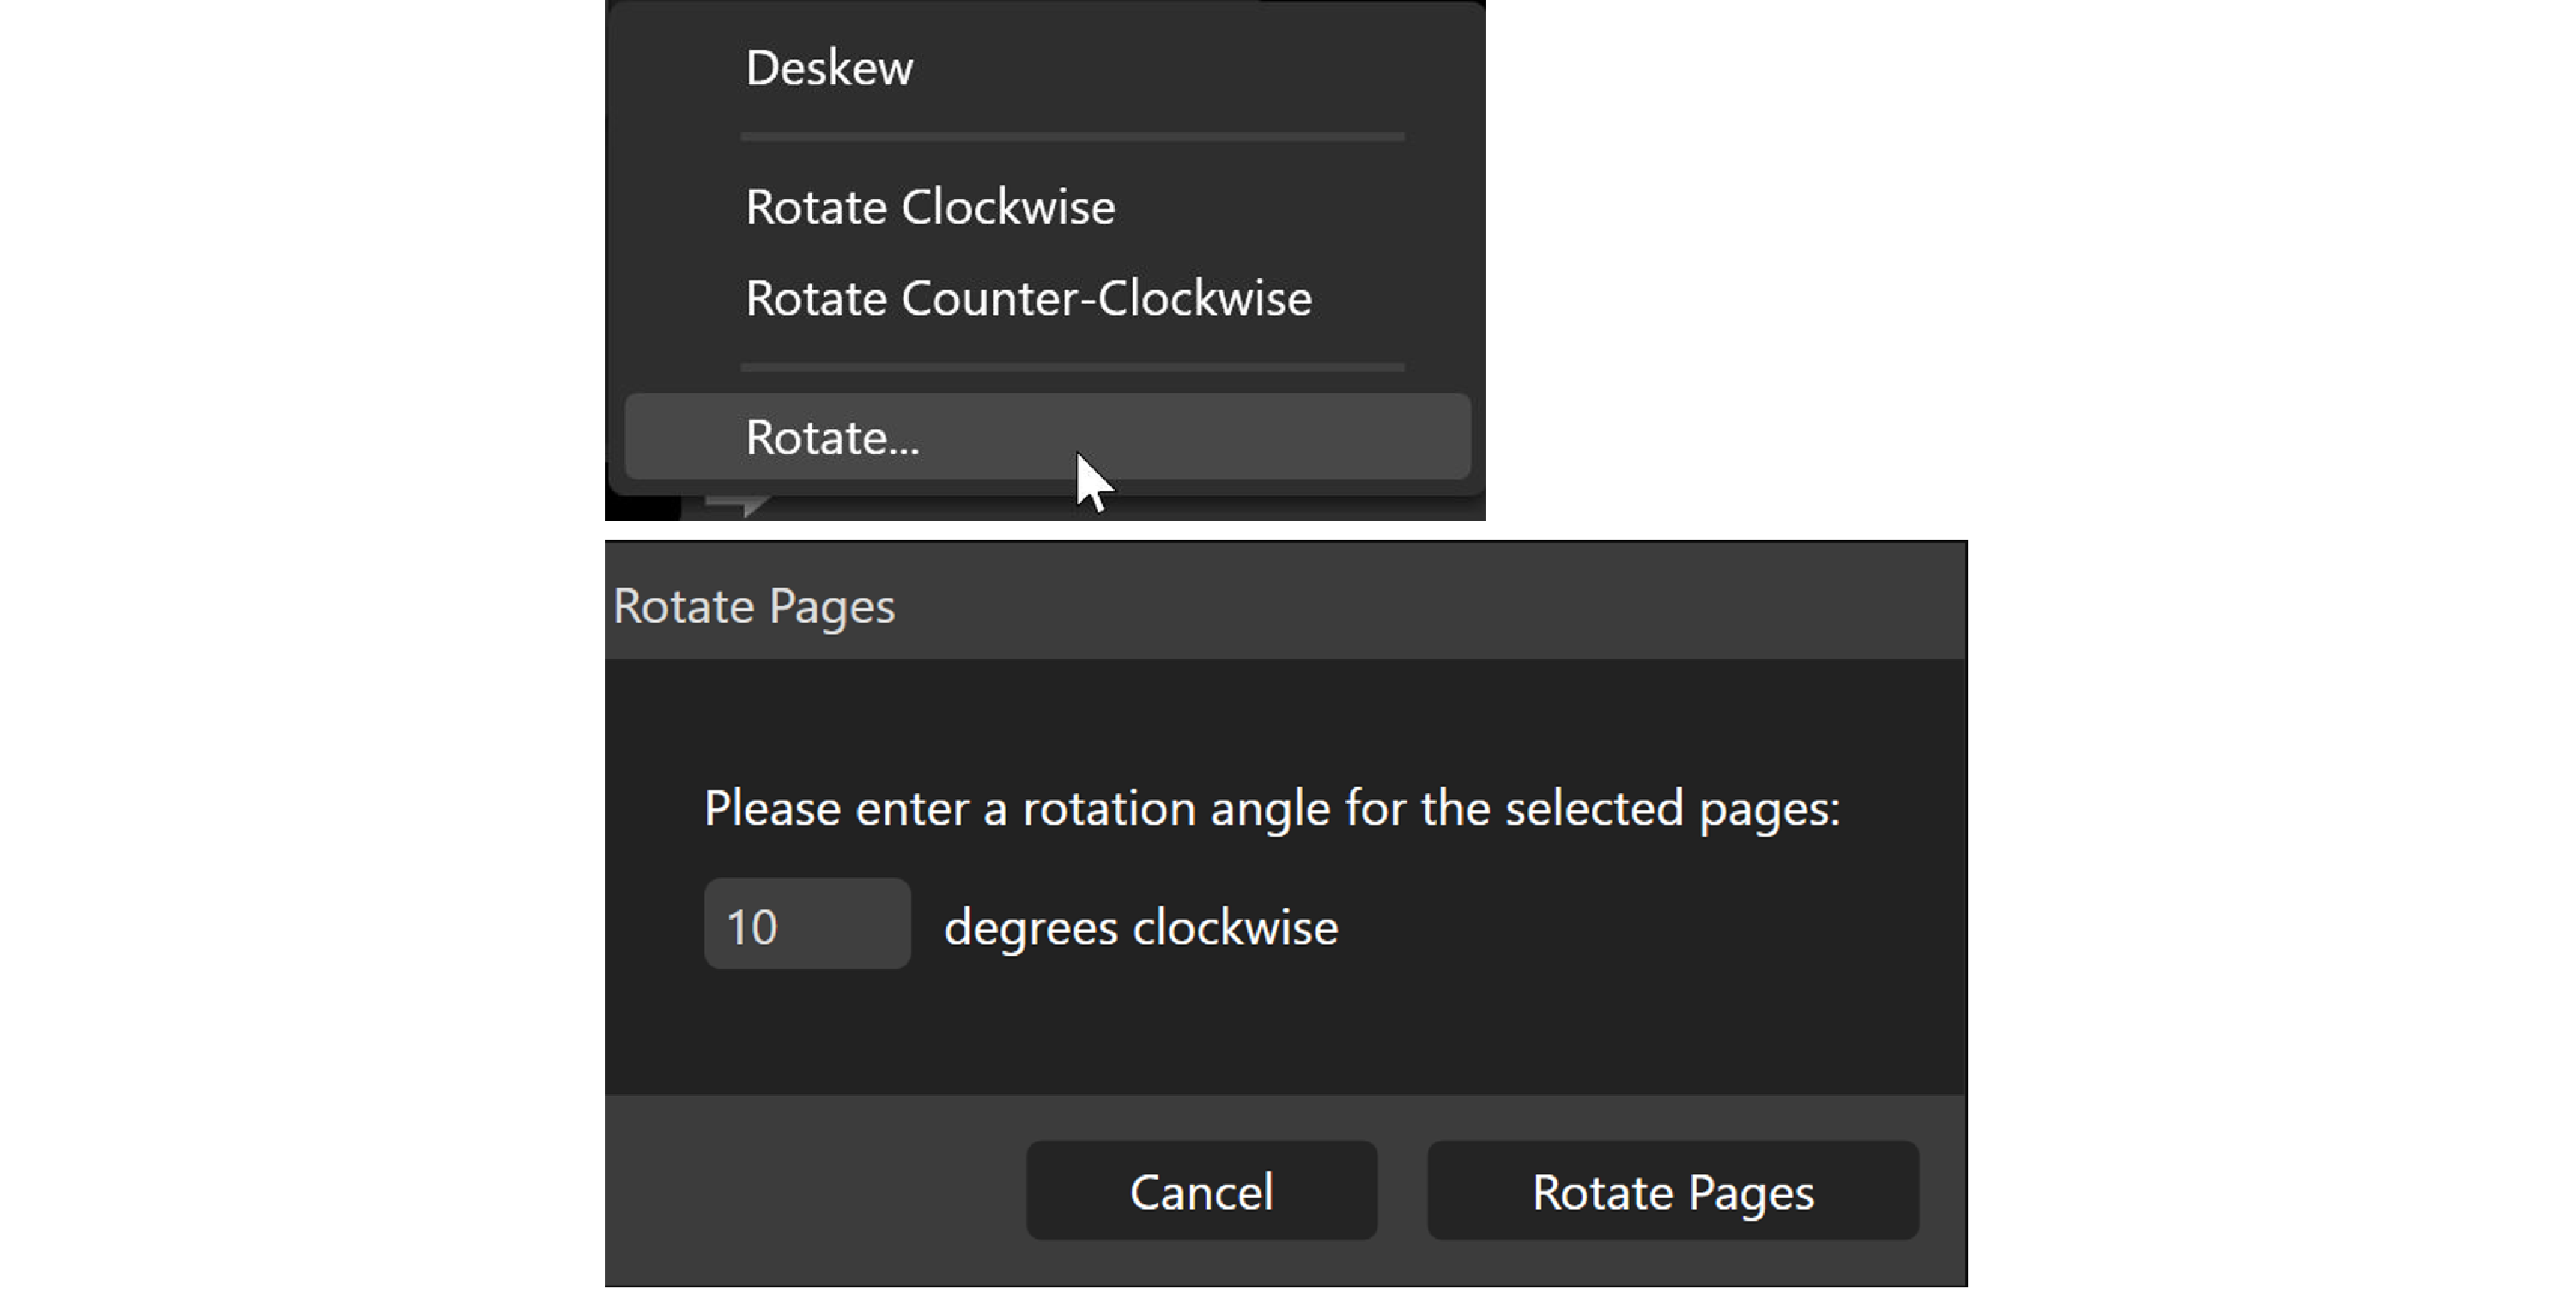 Deskew
Rotate Clockwise
Rotate Counter-Clockwise
Rotate...
Rotate Pages
Please enter a rotation angle for the selected pages:
10 degrees clockwise
Cancel Rotate Pages